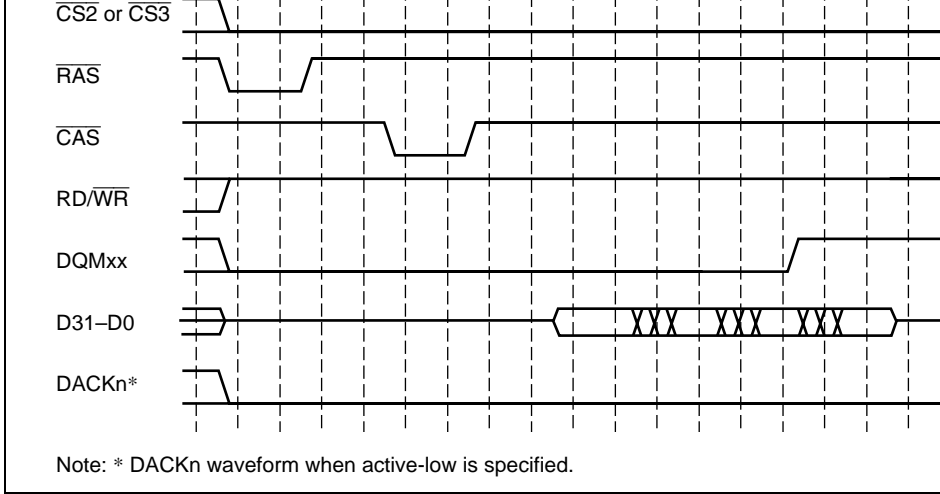 CS2 or CS3
RAS
CAS
RD/WR
DQMxx
D31–D0
DACKn*
Note: * DACKn waveform when active-low is specified.